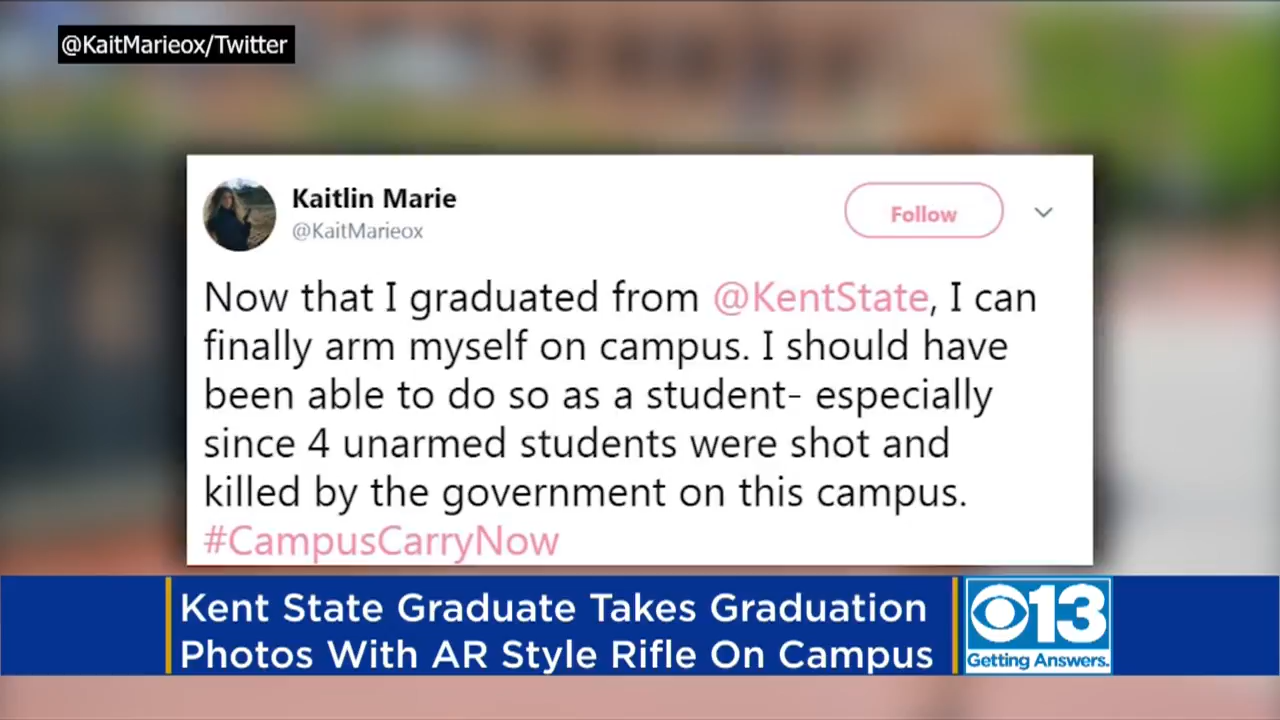 @KaitMarieox/Twitter
Kaitlin Marie
@KaitMarieox
Follow
Now that I graduated from @KentState, I can
finally arm myself on campus. I should have
been able to do so as a student- especially
since 4 unarmed students were shot and
killed by the government on this campus.
#CampusCarryNow
Kent State Graduate Takes Graduation
Photos With AR Style Rifle On Campus
13
Getting Answers.